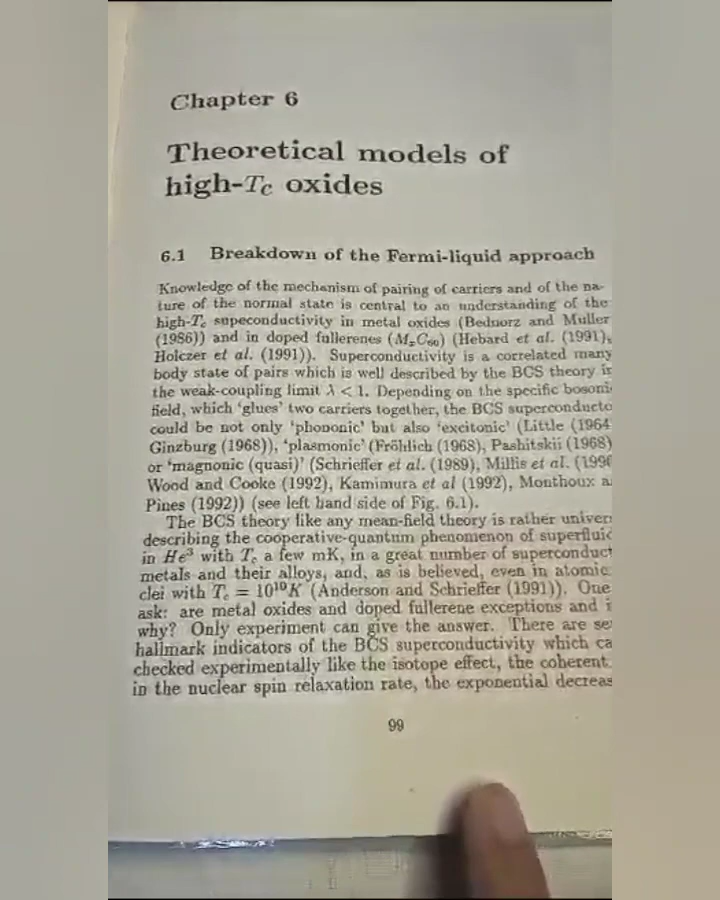 Chapter 6
Theoretical models of
high-Tc oxides
6.1 Breakdown of the Fermi-liquid approach
Knowledge of the mechanism of pairing of carriers and of the na-
ture of the normal state is central to an understanding of the
high-Tc supeconductivity in metal oxides (Bednorz and Muller
(1986)) and in doped fullerenes (MxC60) (Hebard et al. (1991),
Holczer et al. (1991)). Superconductivity is a correlated many
body state of pairs which is well described by the BCS theory in
the weak-coupling limit λ < 1. Depending on the specific bosoni
field, which 'glues' two carriers together, the BCS superconducto
could be not only 'phononic' but also 'excitonic' (Little (1964
Ginzburg (1968)), 'plasmonic' (Fröhlich (1968), Pashitskii (1968)
or 'magnonic (quasi)' (Schrieffer et al. (1989), Millis et al. (1990
Wood and Cooke (1992), Kamimura et al (1992), Monthoux a
Pines (1992)) (see left hand side of Fig. 6.1).
The BCS theory like any mean-field theory is rather univer
describing the cooperative-quantum phenomenon of superfluid
in He³ with Tc a few mK, in a great number of superconduct
metals and their alloys, and, as is believed, even in atomic
clei with Tc = 10¹⁰K (Anderson and Schrieffer (1991)). One
ask: are metal oxides and doped fullerene exceptions and i
why? Only experiment can give the answer. There are se
hallmark indicators of the BCS superconductivity which ca
checked experimentally like the isotope effect, the coherent
in the nuclear spin relaxation rate, the exponential decreas
99